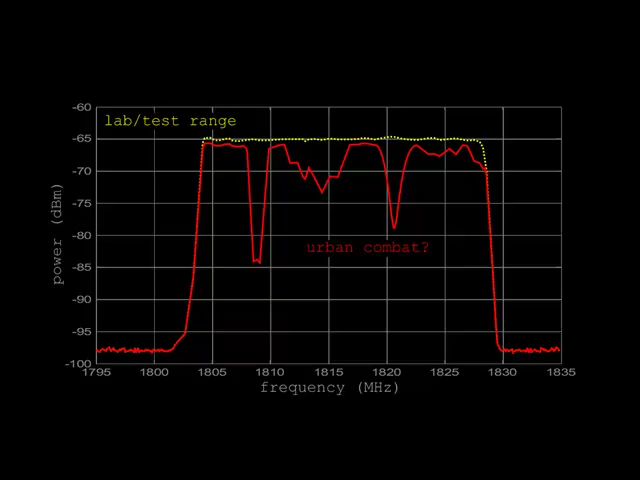 -60
lab/test range
-65
-70
-75
power (dBm)
-80
urban combat?
-85
-90
-95
-100
1795 1800 1805 1810 1815 1820 1825 1830 1835
frequency (MHz)